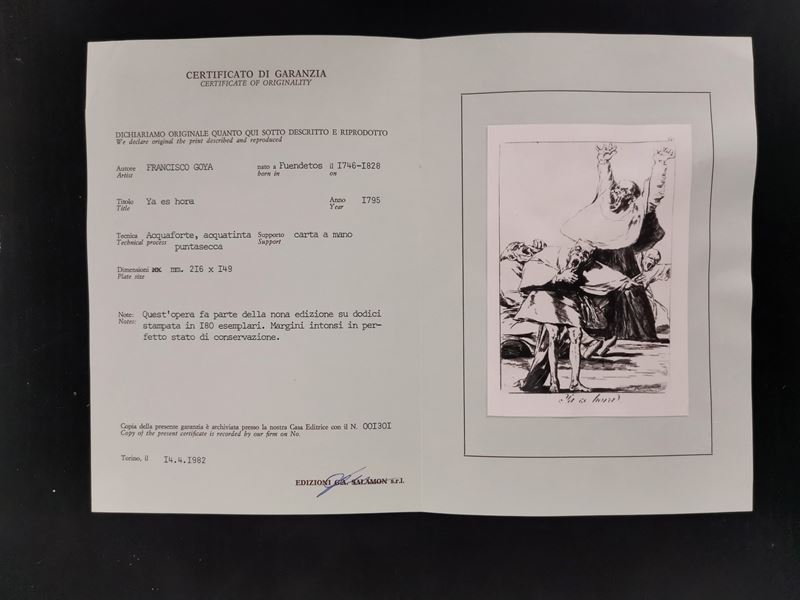 CERTIFICATO DI GARANZIA
CERTIFICATE OF ORIGINALITY
DICHIARIAMO ORIGINALE QUANTO QUI SOTTO DESCRITTO E RIPRODOTTO
We declare original the print described and reproduced
Autore FRANCISCO GOYA nato a Fuendetos il I746-I828
Artist born in on
Titolo Ya es hora Anno I795
Title Year
Tecnica Acquaforte, acquatinta Supporto carta a mano
Technical process puntasecca Support
Dimensioni mm. 2I6 x I49
Plate size
Note: Quest'opera fa parte della nona edizione su dodici
Notes: stampata in I80 esemplari. Margini intonsi in per-
fetto stato di conservazione.
Copia della presente garanzia è archiviata presso la nostra Casa Editrice con il N. 00I30I
Copy of the present certificate is recorded by our firm on No.
Torino, il I4.4.I982
EDIZIONI G.A. SALAMON s.r.l.
Ya es hora